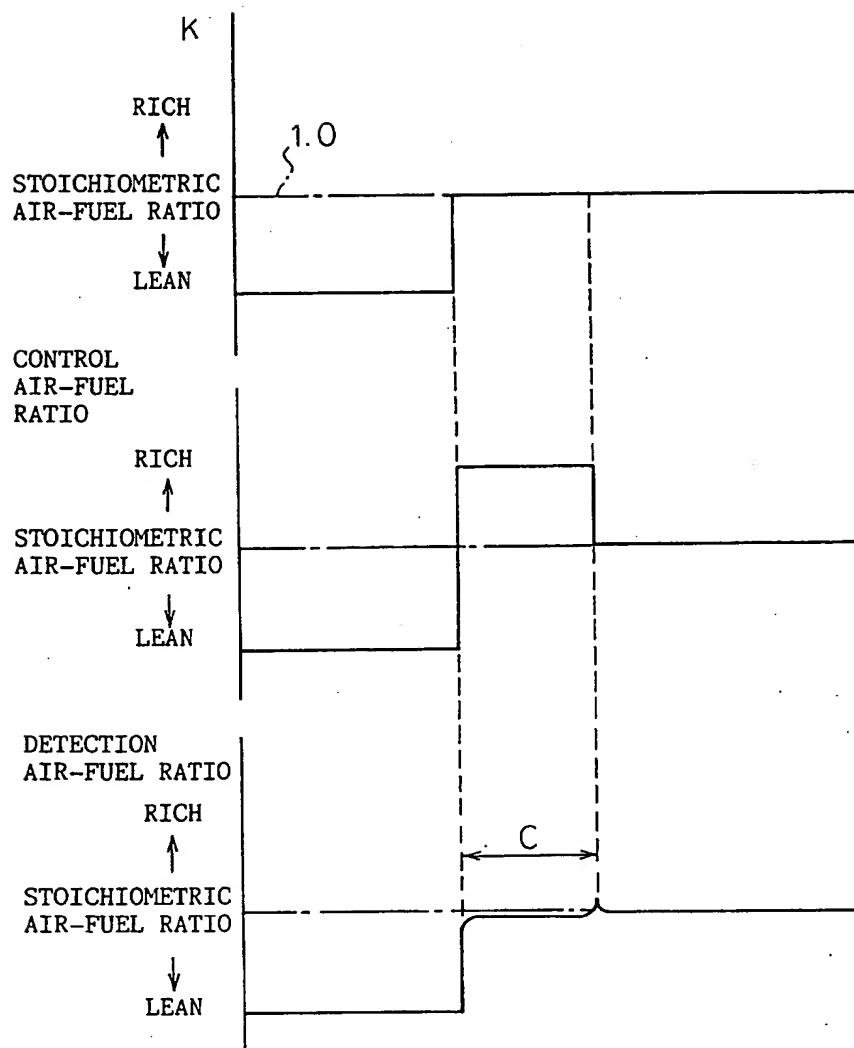 K
RICH
1.0
STOICHIOMETRIC
AIR-FUEL RATIO
LEAN
CONTROL
AIR-FUEL
RATIO
RICH
STOICHIOMETRIC
AIR-FUEL RATIO
LEAN
DETECTION
AIR-FUEL RATIO
RICH
C
STOICHIOMETRIC
AIR-FUEL RATIO
LEAN